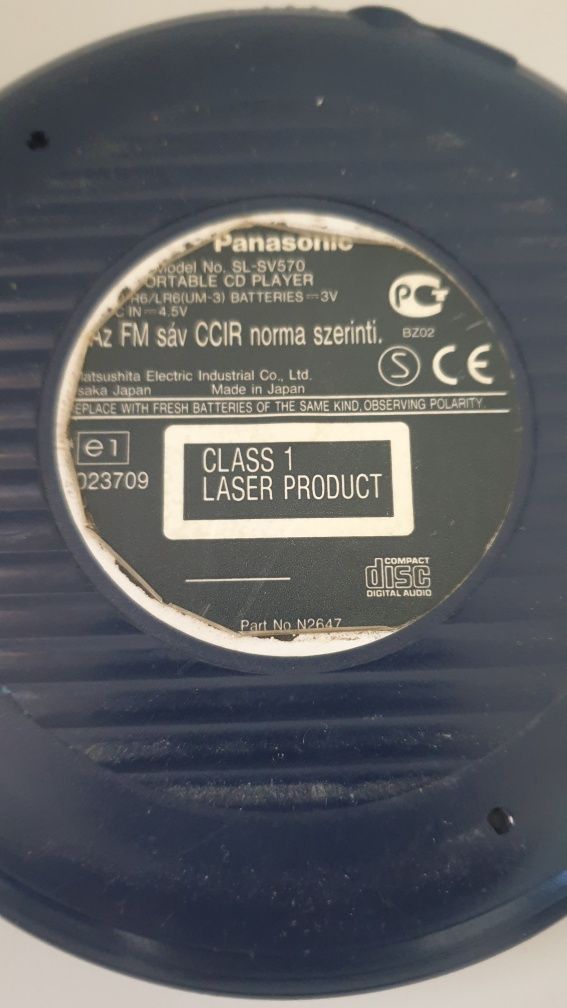 Panasonic
Model No. SL-SV570
ORTABLE CD PLAYER
R6/LR6(UM-3) BATTERIES 3V
C IN 4.5V
Az FM sáv CCIR norma szerinti.
BZ02
S CE
atsushita Electric Industrial Co., Ltd.
saka Japan Made in Japan
EPLACE WITH FRESH BATTERIES OF THE SAME KIND, OBSERVING POLARITY.
e1
023709
CLASS 1
LASER PRODUCT
COMPACT
disc
DIGITAL AUDIO
Part No N2647